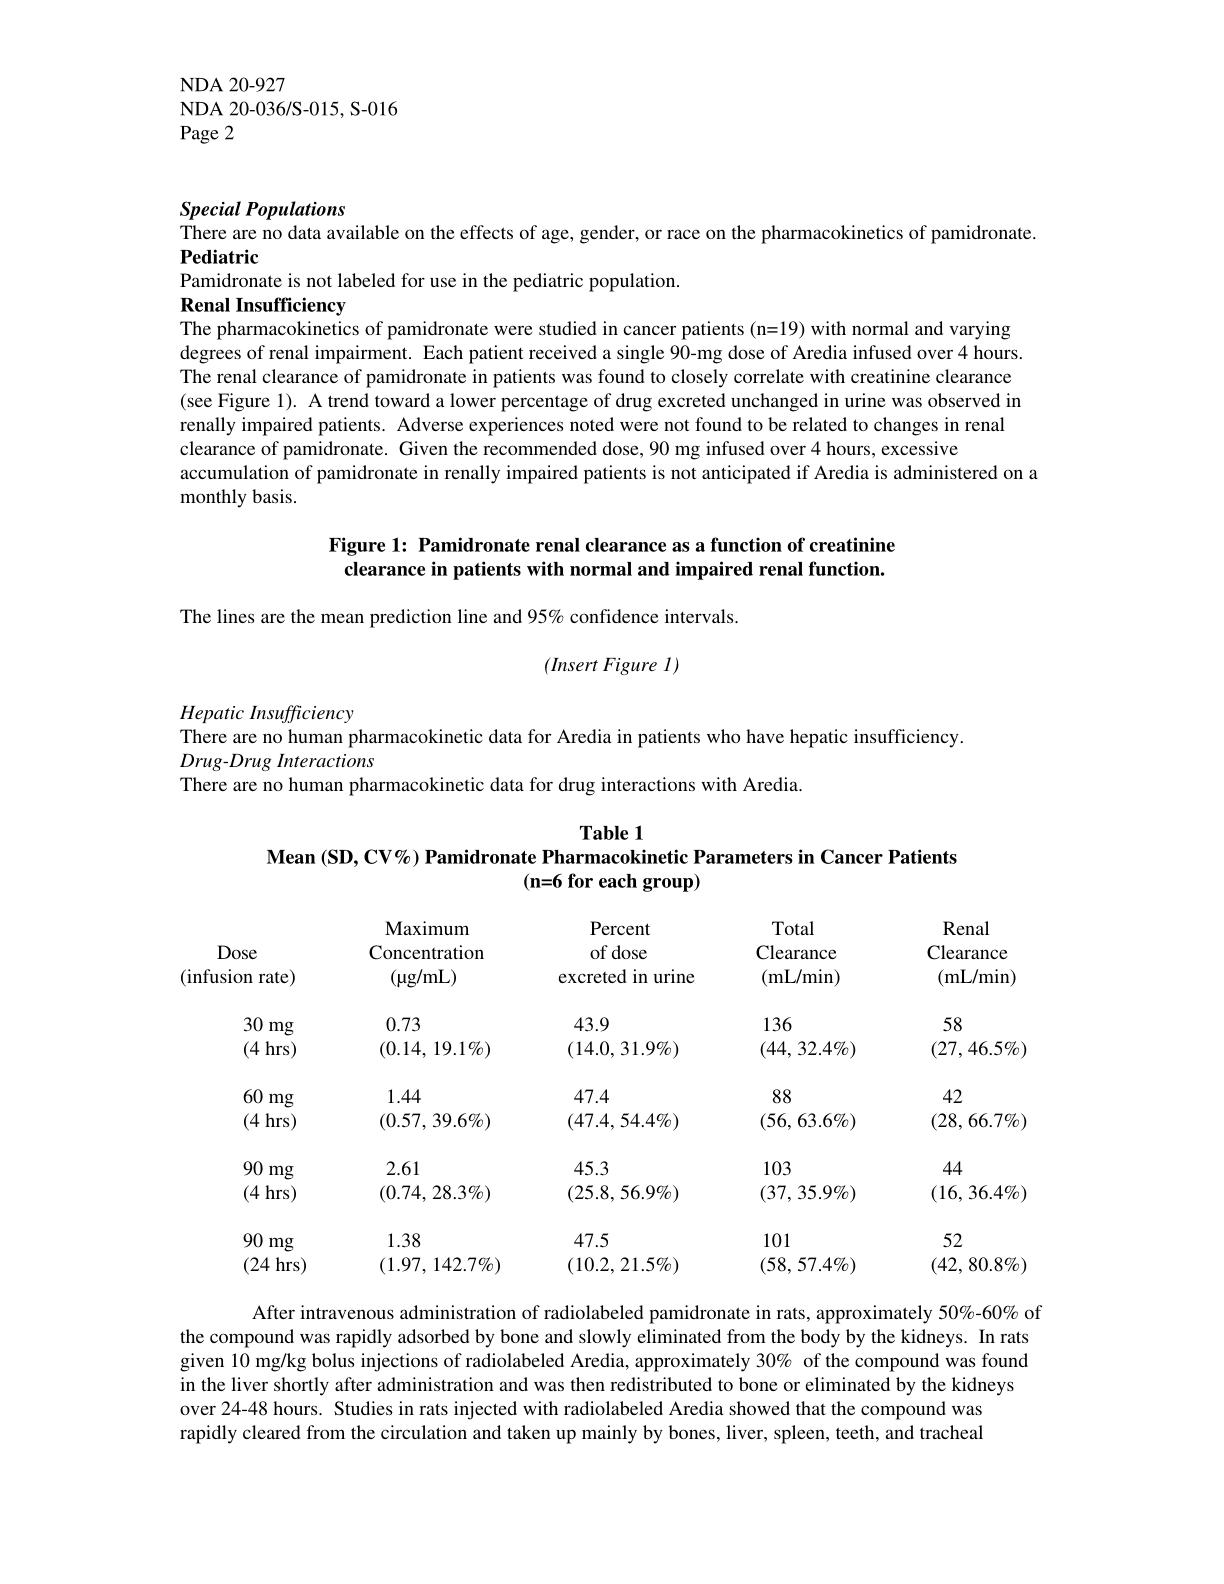 NDA 20-927
NDA 20-036/S-015, S-016
Page 2
Special Populations
There are no data available on the effects of age, gender, or race on the pharmacokinetics of pamidronate.
Pediatric
Pamidronate is not labeled for use in the pediatric population.
Renal Insufficiency
The pharmacokinetics of pamidronate were studied in cancer patients (n=19) with normal and varying
degrees of renal impairment.  Each patient received a single 90-mg dose of Aredia infused over 4 hours.
The renal clearance of pamidronate in patients was found to closely correlate with creatinine clearance
(see Figure 1).  A trend toward a lower percentage of drug excreted unchanged in urine was observed in
renally impaired patients.  Adverse experiences noted were not found to be related to changes in renal
clearance of pamidronate.  Given the recommended dose, 90 mg infused over 4 hours, excessive
accumulation of pamidronate in renally impaired patients is not anticipated if Aredia is administered on a
monthly basis.
Figure 1:  Pamidronate renal clearance as a function of creatinine
clearance in patients with normal and impaired renal function.
The lines are the mean prediction line and 95% confidence intervals.
(Insert Figure 1)
Hepatic Insufficiency
There are no human pharmacokinetic data for Aredia in patients who have hepatic insufficiency.
Drug-Drug Interactions
There are no human pharmacokinetic data for drug interactions with Aredia.
Table 1
Mean (SD, CV%) Pamidronate Pharmacokinetic Parameters in Cancer Patients
(n=6 for each group)
Maximum Percent Total Renal
Dose Concentration of dose Clearance Clearance
(infusion rate) (µg/mL) excreted in urine (mL/min) (mL/min)
30 mg 0.73 43.9 136 58
(4 hrs) (0.14, 19.1%) (14.0, 31.9%) (44, 32.4%) (27, 46.5%)
60 mg 1.44 47.4 88 42
(4 hrs) (0.57, 39.6%) (47.4, 54.4%) (56, 63.6%) (28, 66.7%)
90 mg 2.61 45.3 103 44
(4 hrs) (0.74, 28.3%) (25.8, 56.9%) (37, 35.9%) (16, 36.4%)
90 mg 1.38 47.5 101 52
(24 hrs) (1.97, 142.7%) (10.2, 21.5%) (58, 57.4%) (42, 80.8%)
After intravenous administration of radiolabeled pamidronate in rats, approximately 50%-60% of
the compound was rapidly adsorbed by bone and slowly eliminated from the body by the kidneys.  In rats
given 10 mg/kg bolus injections of radiolabeled Aredia, approximately 30%  of the compound was found
in the liver shortly after administration and was then redistributed to bone or eliminated by the kidneys
over 24-48 hours.  Studies in rats injected with radiolabeled Aredia showed that the compound was
rapidly cleared from the circulation and taken up mainly by bones, liver, spleen, teeth, and tracheal